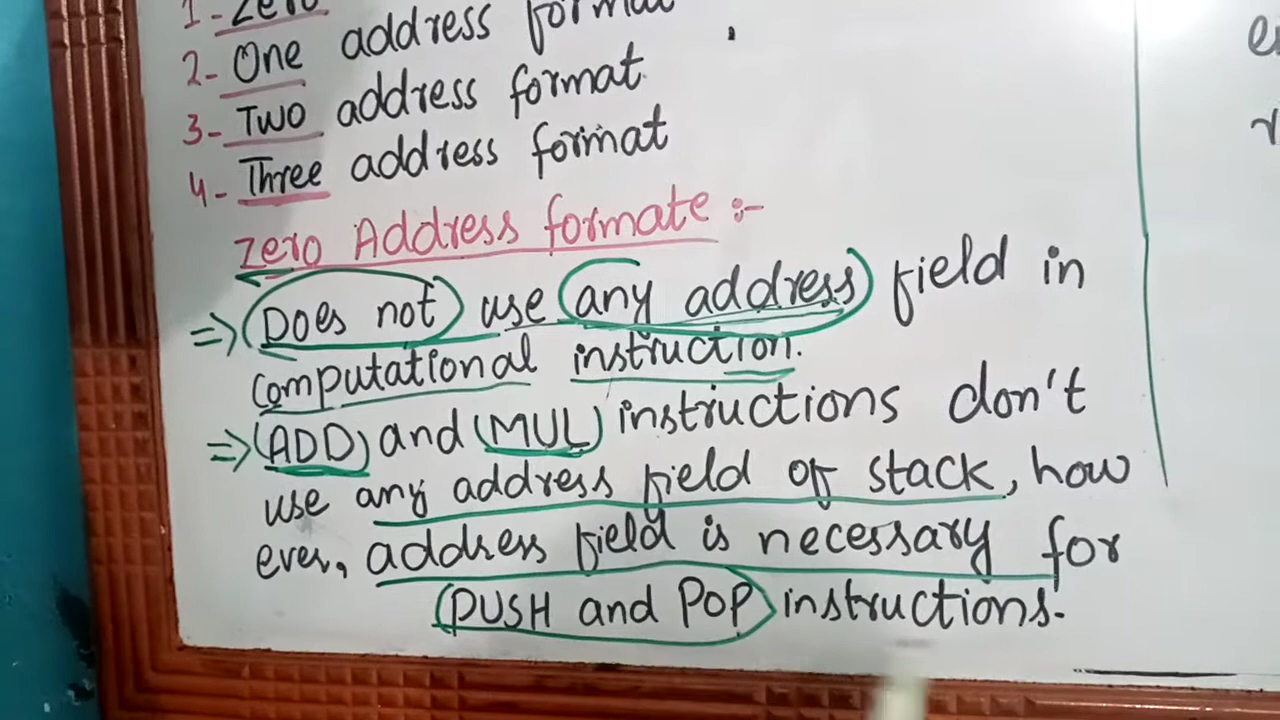 1- Zero
2- One address format
3- Two address format
4- Three address format
Zero Address formate :-
=> Does not use any address field in
computational instruction.
=> (ADD) and (MUL) instructions don't
use any address field of stack, how
ever, address field is necessary for
(PUSH and POP) instructions.